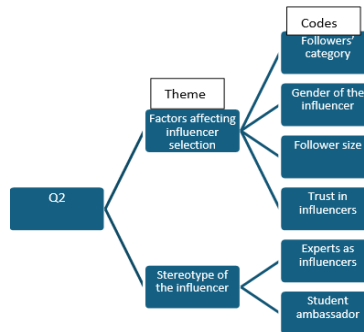 Codes
Followers'
category
Theme
Gender of the
influencer
Factors affecting
influencer
selection
Follower size
Q2
Trust in
influencers
Experts as
influencers
Stereotype of
the influencer
Student
ambassador